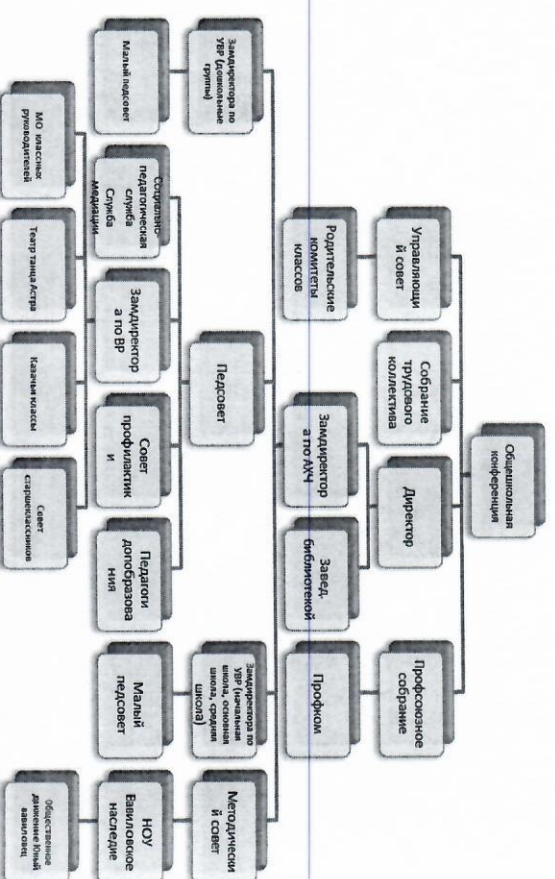 Общешкольная
конференция
Управляющи
й совет
Собрание
трудового
коллектива
Директор
Профсоюзное
собрание
Родительские
комитеты
классов
Замдиректор
а по АХЧ
Завед.
библиотекой
Профком
Замдиректора по
УВР (дошкольные
группы)
Педсовет
Замдиректора по
УВР (начальная
школа, основная
школа, средняя
школа)
Методически
й совет
Малый педсовет
Социально-
педагогическая
служба
Служба
медиации
Замдиректор
а по ВР
Совет
профилактик
и
Педагоги
допобразова
ния
Малый
педсовет
НОУ
Вавиловское
наследие
МО классных
руководителей
Театр танца Астра
Казачьи классы
Совет
старшеклассников
Общественное
движение Юный
вавиловец